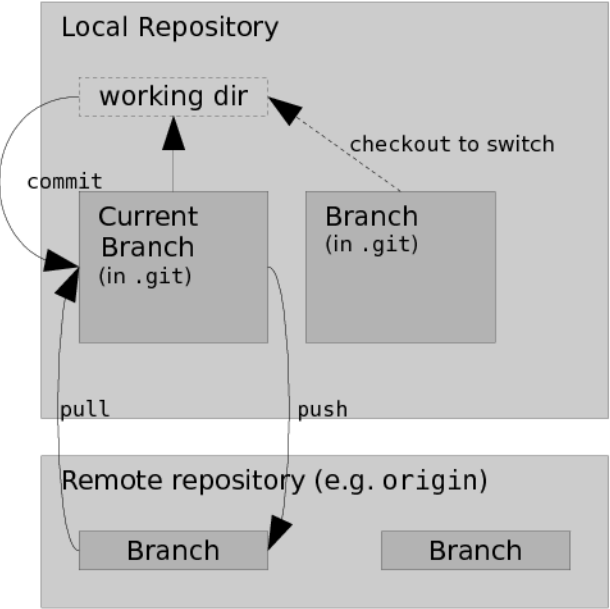 Local Repository
working dir
checkout to switch
commit
Current
Branch
(in .git)
Branch
(in .git)
pull
push
Remote repository (e.g. origin)
Branch
Branch